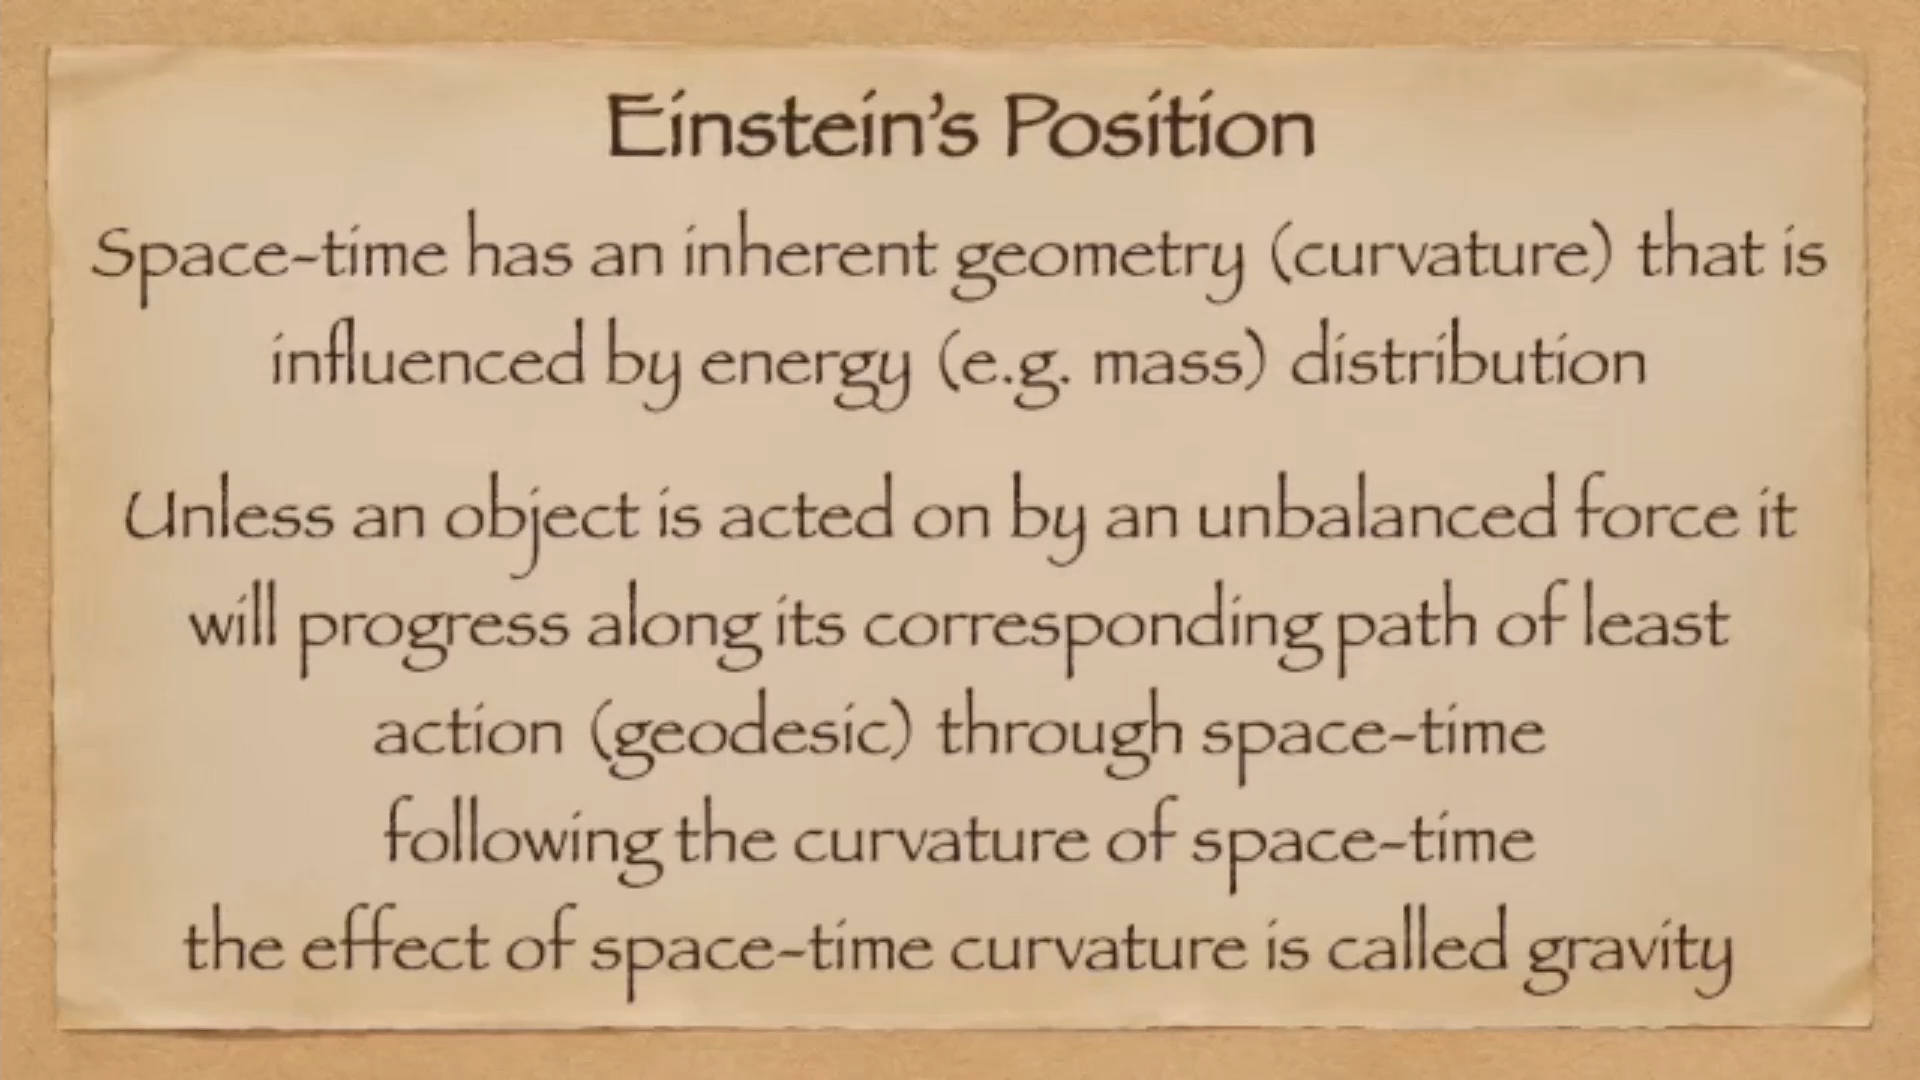 Einstein's Position
Space-time has an inherent geometry (curvature) that is
influenced by energy (e.g. mass) distribution
Unless an object is acted on by an unbalanced force it
will progress along its corresponding path of least
action (geodesic) through space-time
following the curvature of space-time
the effect of space-time curvature is called gravity